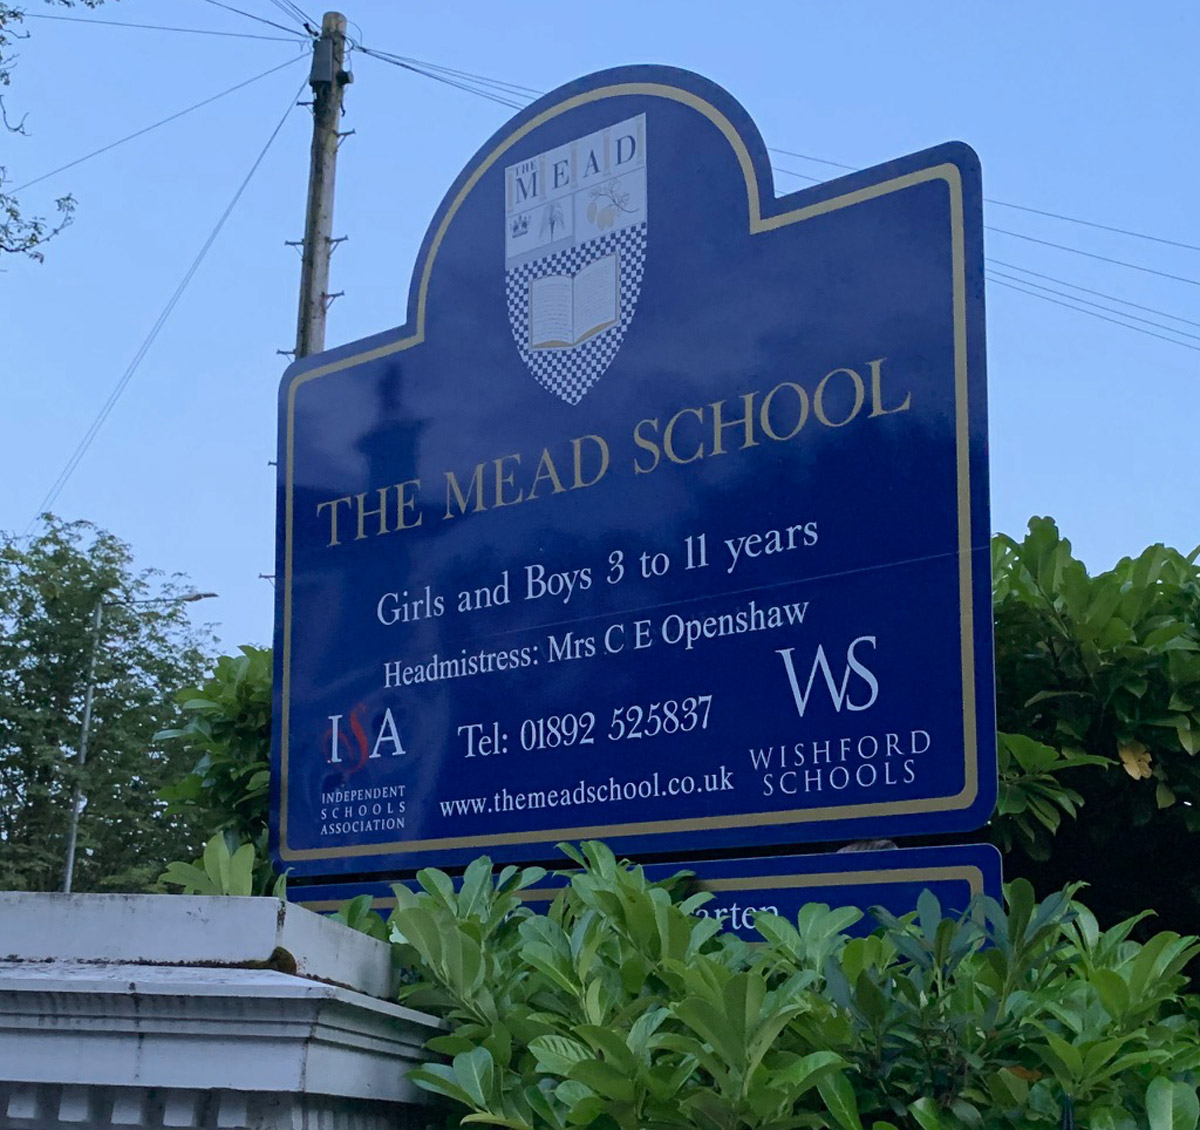 THE MEAD
THE MEAD SCHOOL
Girls and Boys 3 to 11 years
Headmistress: Mrs C E Openshaw
ISA
INDEPENDENT
SCHOOLS
ASSOCIATION
Tel: 01892 525837
www.themeadschool.co.uk
WS
WISHFORD
SCHOOLS